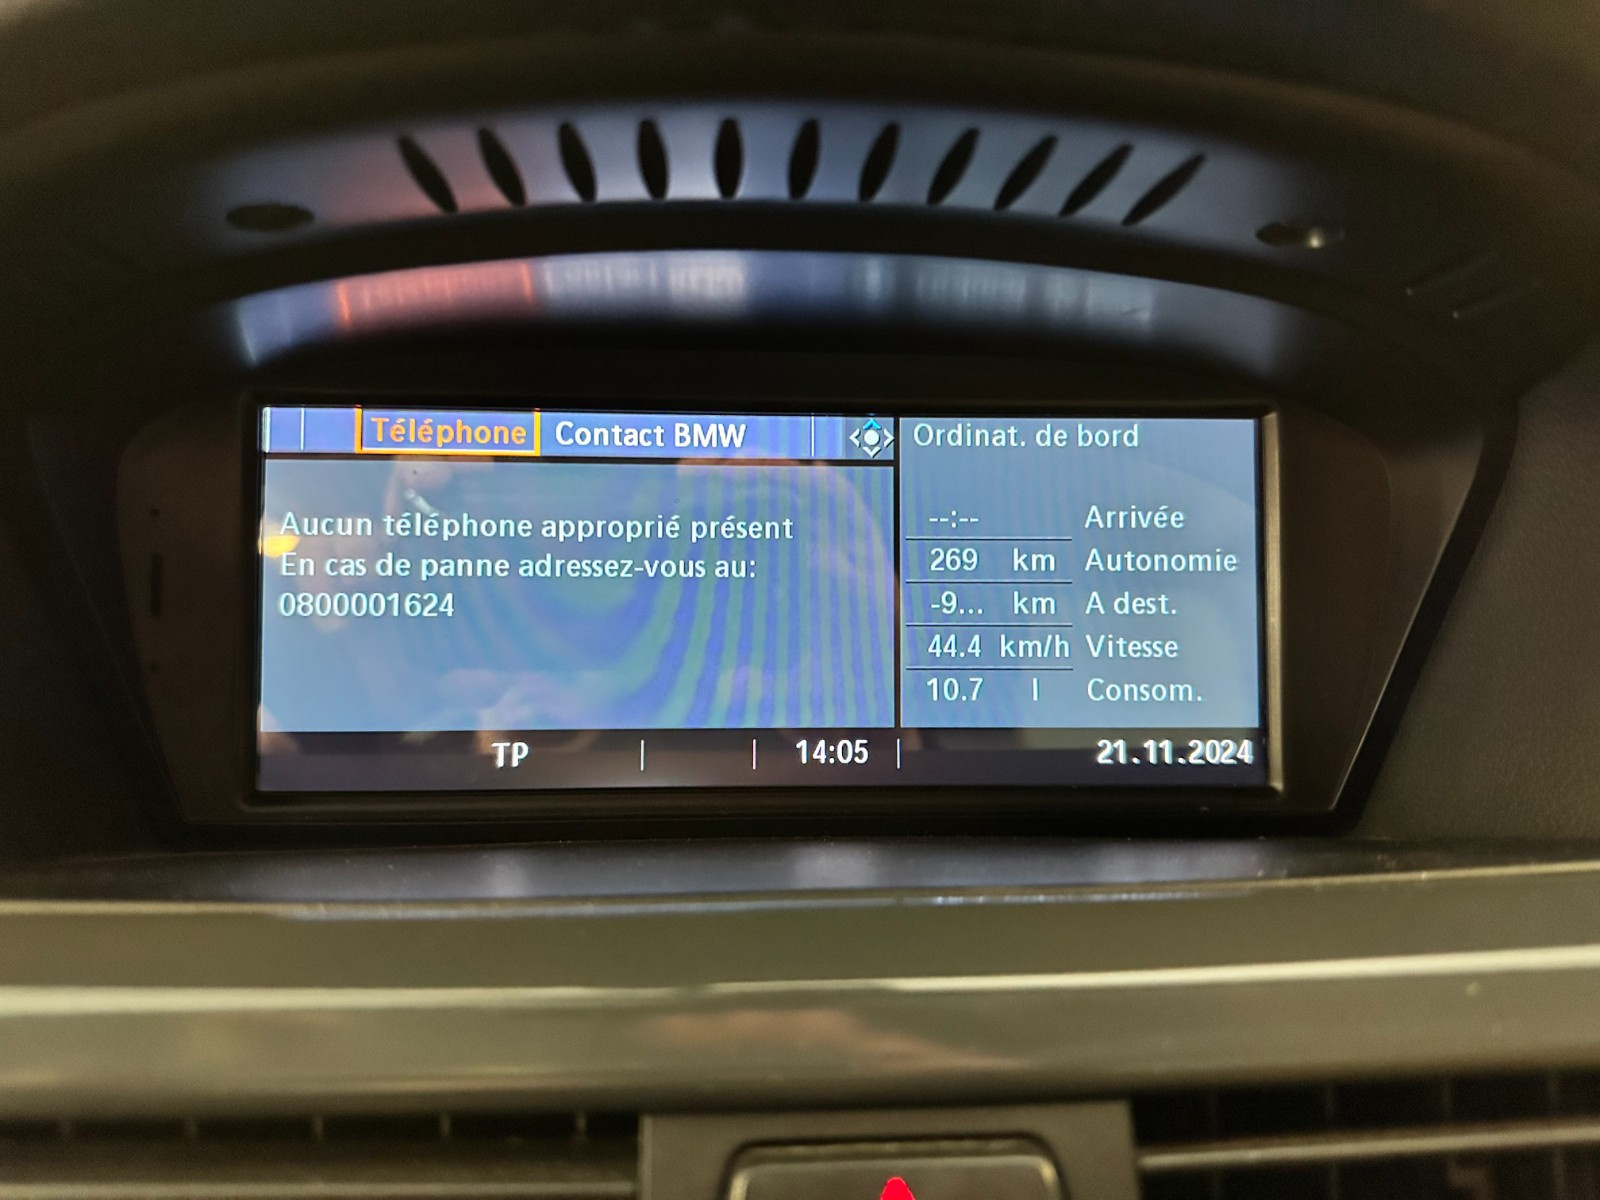 Téléphone Contact BMW
Aucun téléphone approprié présent
En cas de panne adressez-vous au:
0800001624
Ordinat. de bord
--:-- Arrivée
269 km Autonomie
-9... km A dest.
44.4 km/h Vitesse
10.7 l Consom.
TP 14:05 21.11.2024